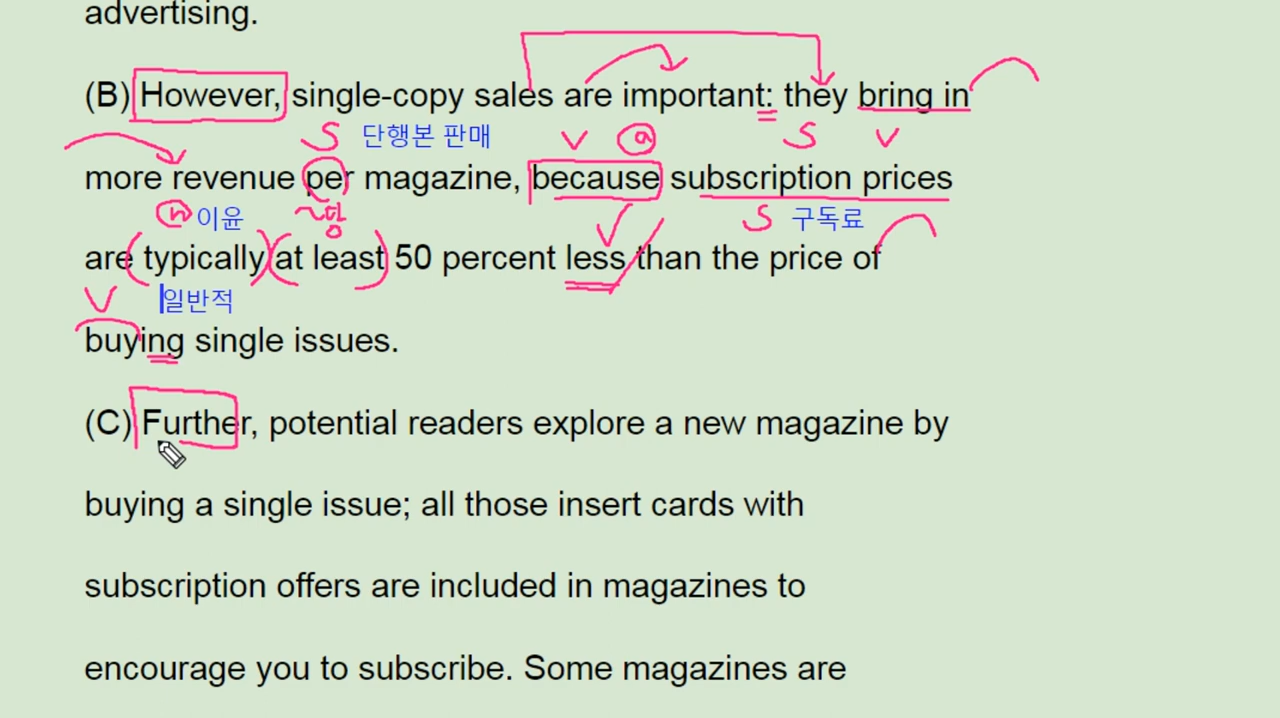 advertising.
(B) However, single-copy sales are important: they bring in
S 단행본 판매 V ⓐ S V
more revenue per magazine, because subscription prices
ⓝ 이윤 ~당 S 구독료
are (typically) (at least) 50 percent less than the price of
V 일반적
buying single issues.
(C) Further, potential readers explore a new magazine by
buying a single issue; all those insert cards with
subscription offers are included in magazines to
encourage you to subscribe. Some magazines are